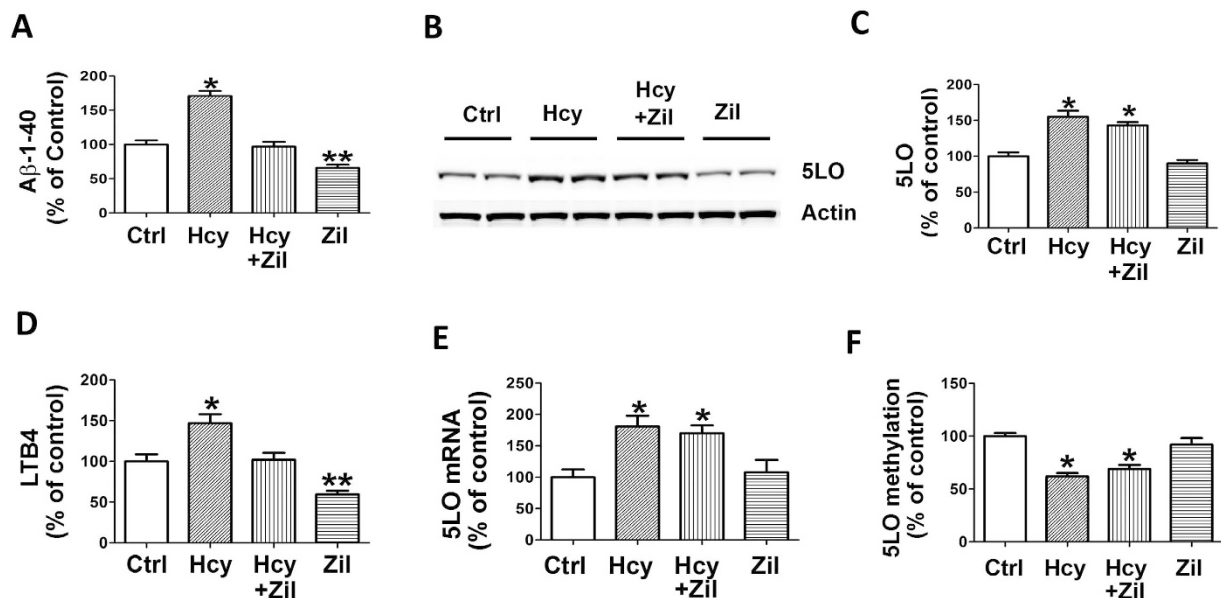 A
Aβ-1-40
(% of Control)
200
150
100
50
0
*
**
Ctrl
Hcy
Hcy
+Zil
Zil
B
Ctrl
Hcy
Hcy
+Zil
Zil
5LO
Actin
C
5LO
(% of control)
200
150
100
50
0
*
*
Ctrl
Hcy
Hcy
+Zil
Zil
D
LTB4
(% of control)
200
150
100
50
0
*
**
Ctrl
Hcy
Hcy
+Zil
Zil
E
5LO mRNA
(% of control)
250
200
150
100
50
0
*
*
Ctrl
Hcy
Hcy
+Zil
Zil
F
5LO methylation
(% of control)
150
100
50
0
*
*
Ctrl
Hcy
Hcy
+Zil
Zil